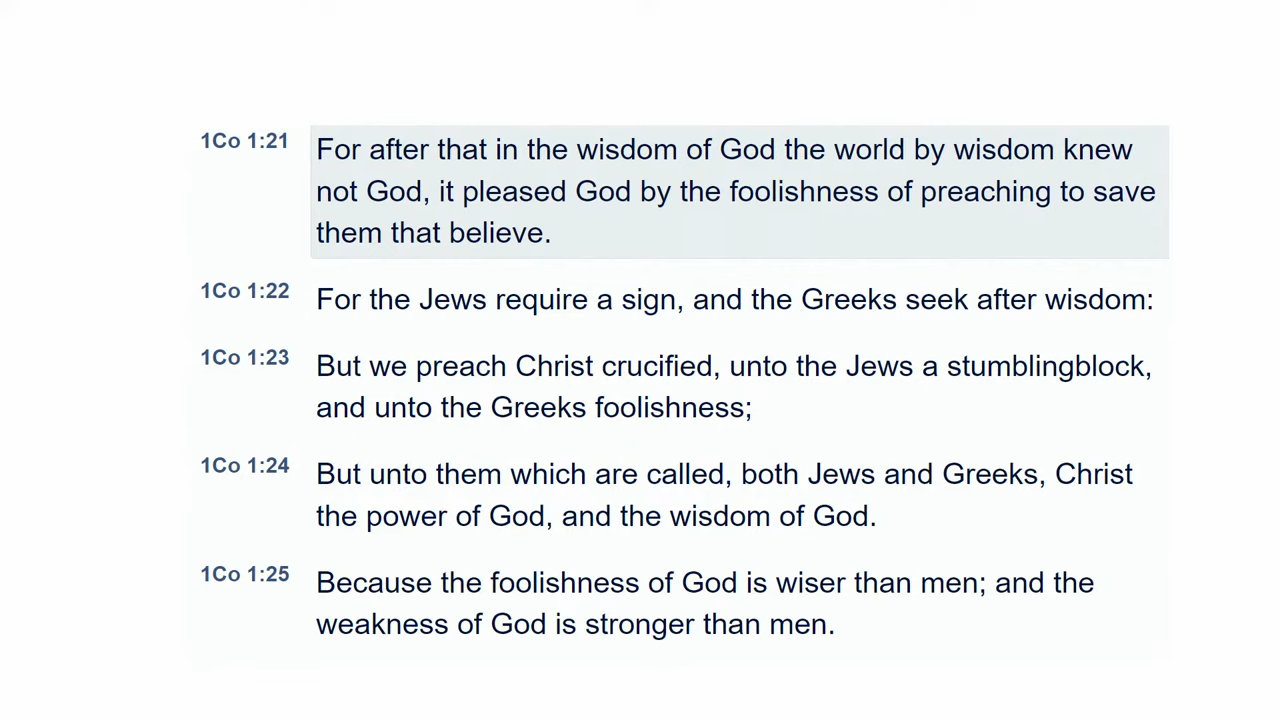 1Co 1:21 For after that in the wisdom of God the world by wisdom knew
not God, it pleased God by the foolishness of preaching to save
them that believe.
1Co 1:22 For the Jews require a sign, and the Greeks seek after wisdom:
1Co 1:23 But we preach Christ crucified, unto the Jews a stumblingblock,
and unto the Greeks foolishness;
1Co 1:24 But unto them which are called, both Jews and Greeks, Christ
the power of God, and the wisdom of God.
1Co 1:25 Because the foolishness of God is wiser than men; and the
weakness of God is stronger than men.